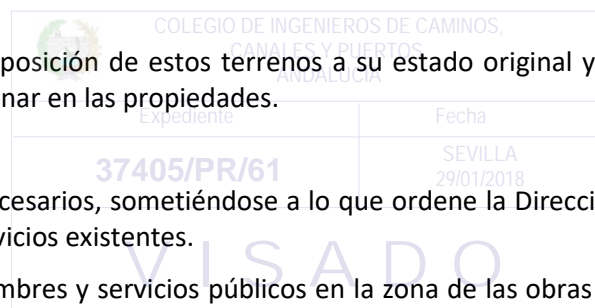 COLEGIO DE INGENIEROS DE CAMINOS,
CANALES Y PUERTOS
ANDALUCÍA
posición de estos terrenos a su estado original y
nar en las propiedades.
Expediente Fecha
37405/PR/61 SEVILLA
29/01/2018
cesarios, sometiéndose a lo que ordene la Direcci
vicios existentes.
VISADO
mbres y servicios públicos en la zona de las obras